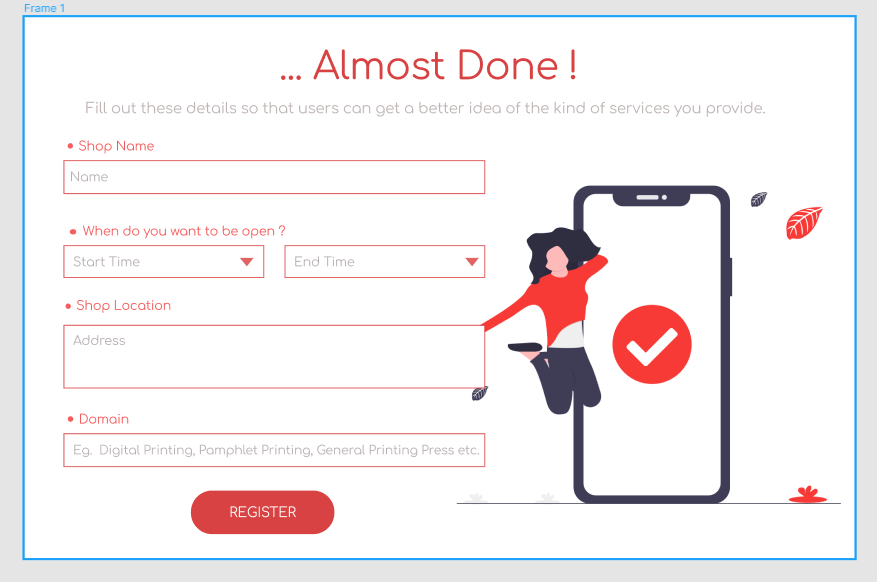 Frame 1
... Almost Done !
Fill out these details so that users can get a better idea of the kind of services you provide.
• Shop Name
Name
• When do you want to be open ?
Start Time
End Time
• Shop Location
Address
• Domain
Eg. Digital Printing, Pamphlet Printing, General Printing Press etc.
REGISTER